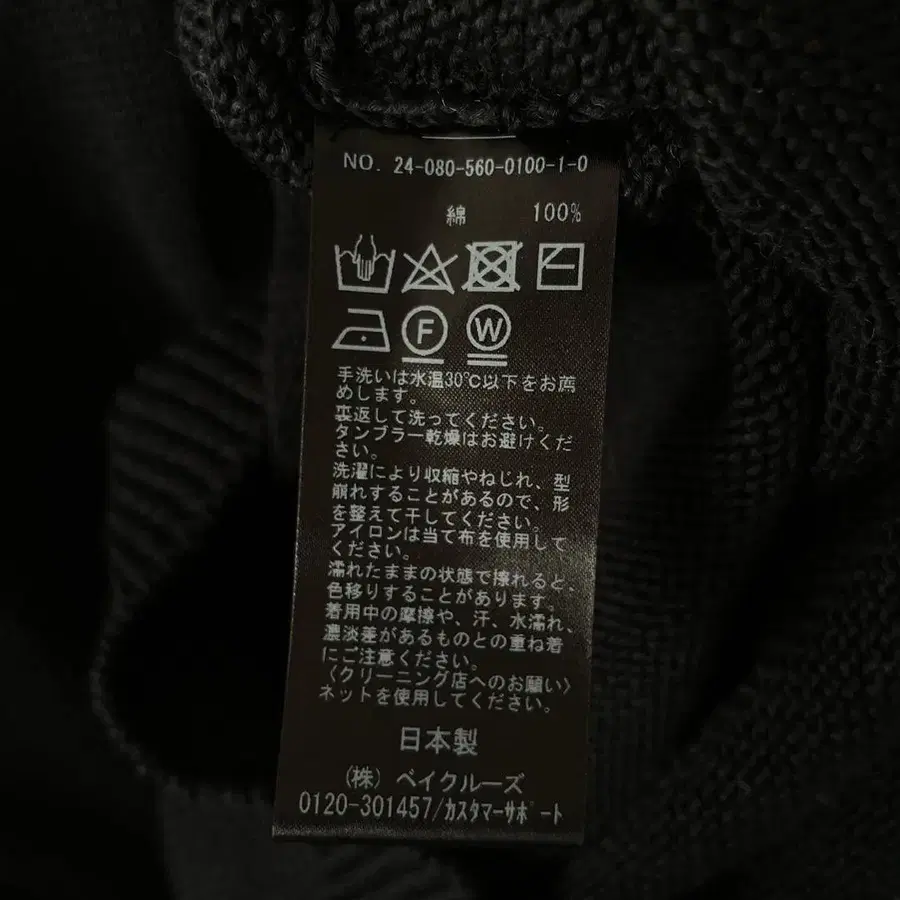 NO. 24-080-560-0100-1-0
綿 100%
F W
手洗いは水温30℃以下をお薦
めします。
裏返して洗ってください。
タンブラー乾燥はお避けくだ
さい。
洗濯により収縮やねじれ、型
崩れすることがあるので、形
を整えて干してください。
アイロンは当て布を使用して
ください。
濡れたままの状態で擦れると、
色移りすることがあります。
着用中の摩擦や、汗、水濡れ、
濃淡差があるものとの重ね着
にご注意ください。
〈クリーニング店へのお願い〉
ネットを使用してください。
日本製
(株) ベイクルーズ
0120-301457/ｶｽﾀﾏｰｻﾎﾟｰﾄ